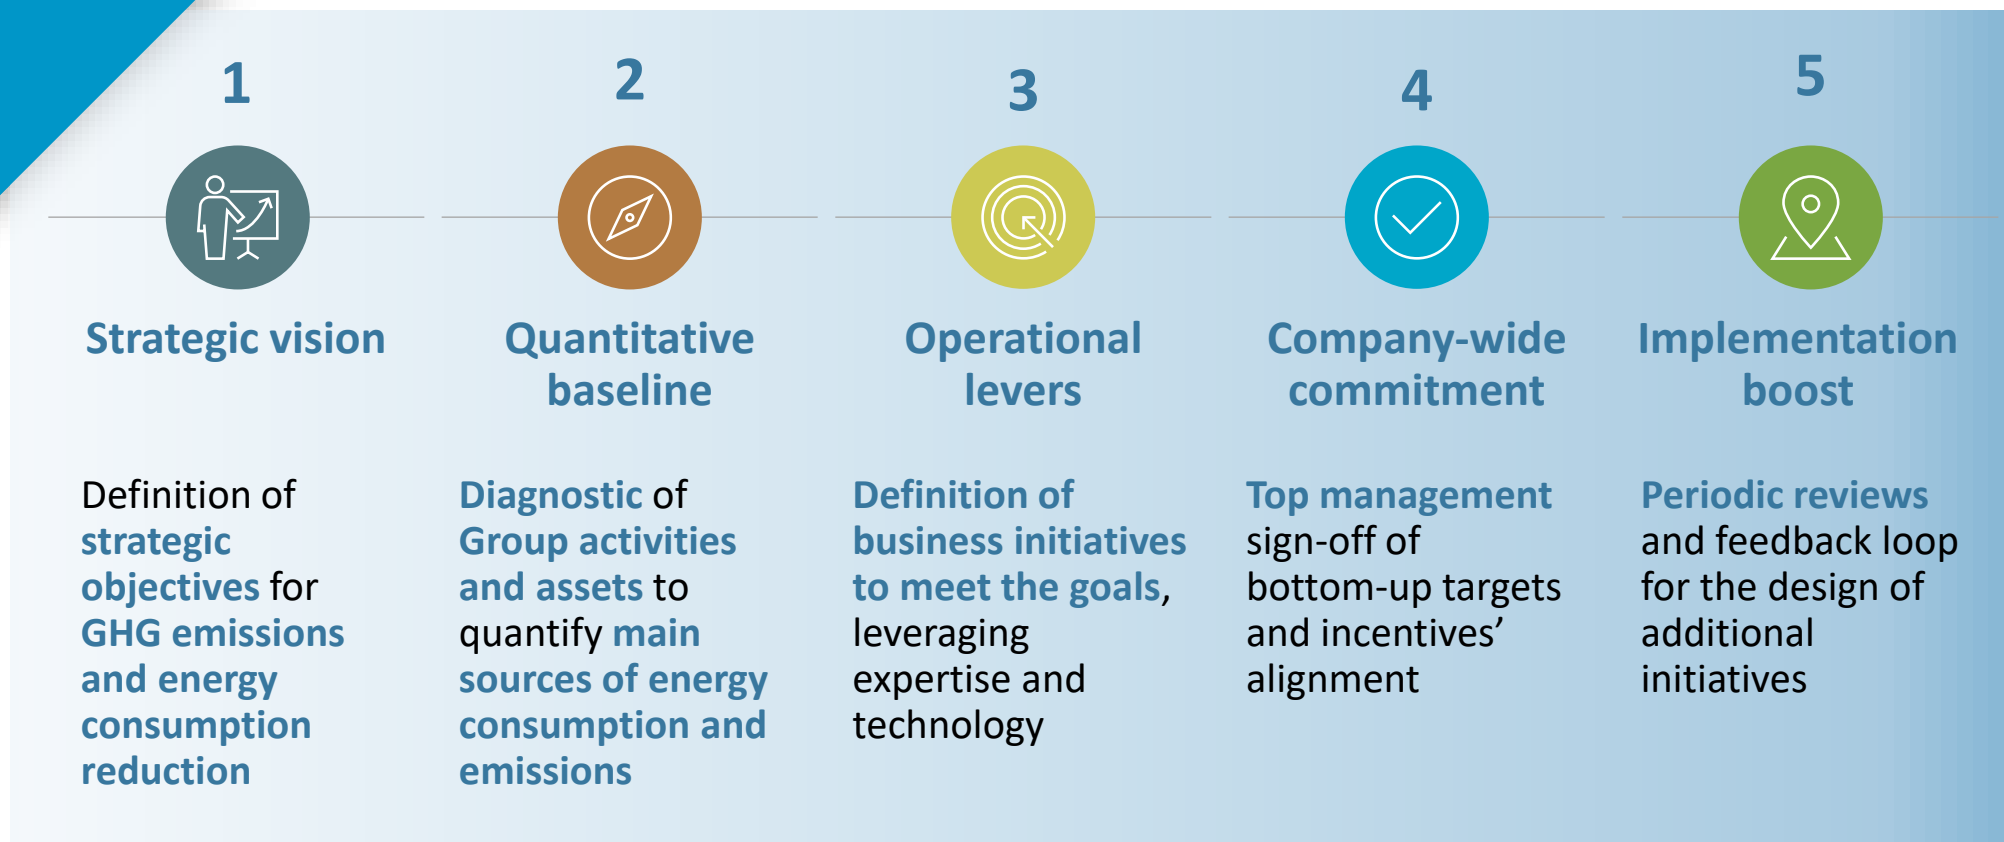 1
Strategic vision
Definition of
strategic
objectives for
GHG emissions
and energy
consumption
reduction
2
Quantitative
baseline
Diagnostic of
Group activities
and assets to
quantify main
sources of energy
consumption and
emissions
3
Operational
levers
Definition of
business initiatives
to meet the goals,
leveraging
expertise and
technology
4
Company-wide
commitment
Top management
sign-off of
bottom-up targets
and incentives’
alignment
5
Implementation
boost
Periodic reviews
and feedback loop
for the design of
additional
initiatives